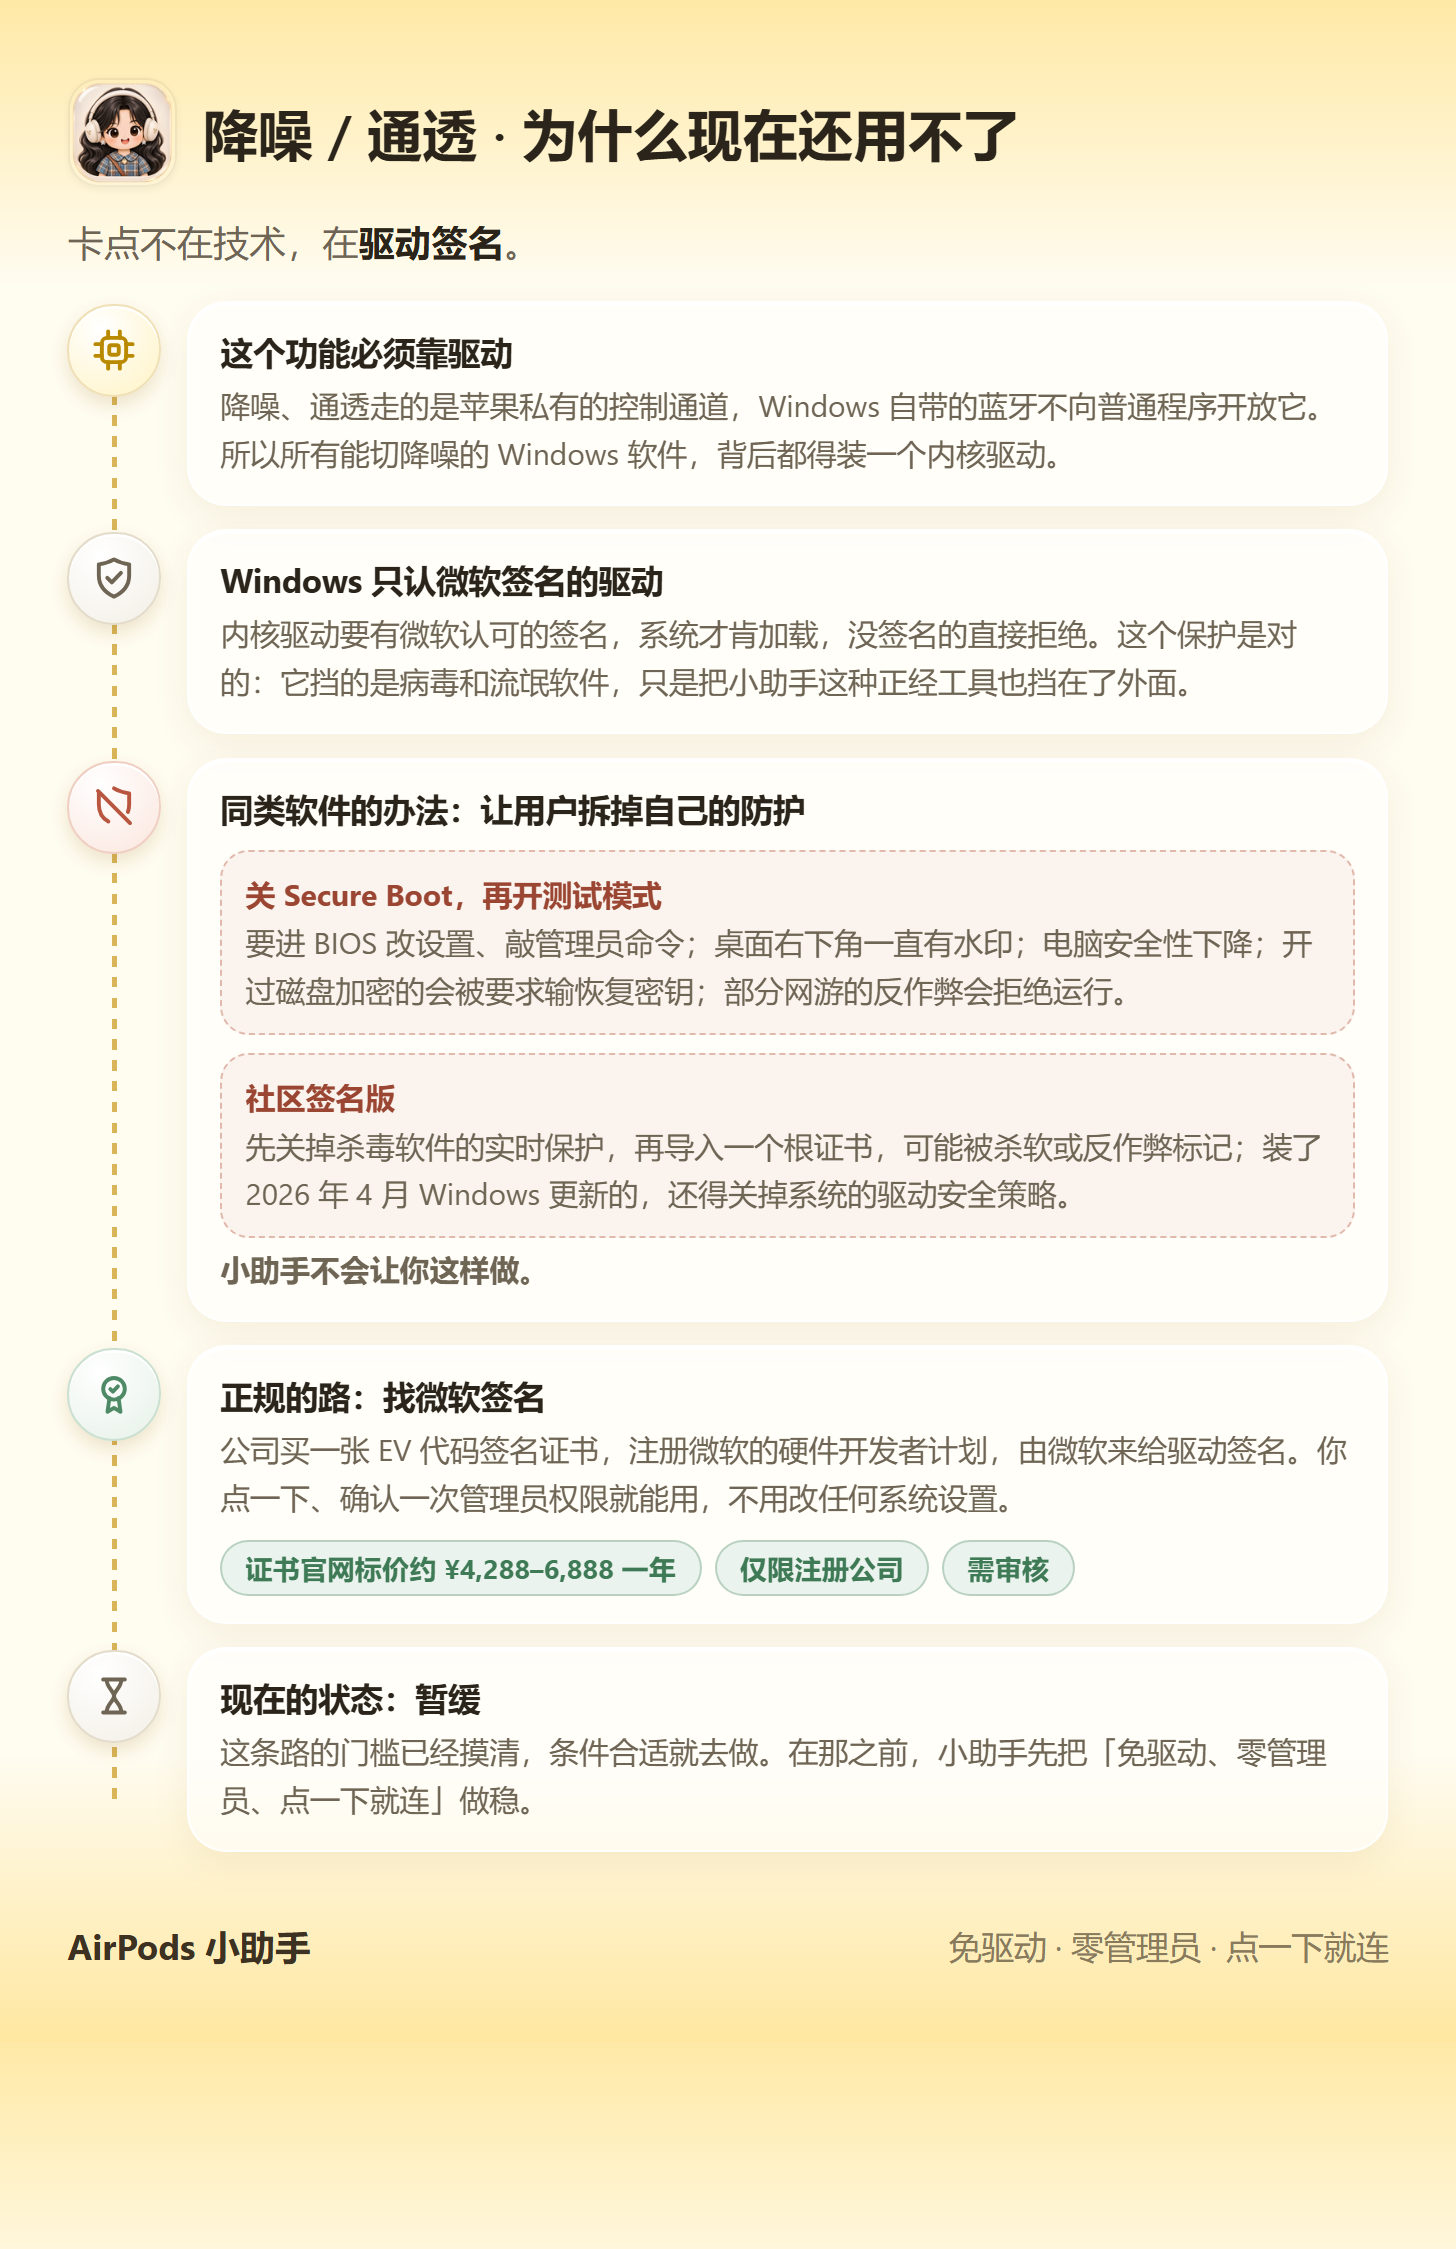 降噪 / 通透 · 为什么现在还用不了
卡点不在技术，在驱动签名。
这个功能必须靠驱动
降噪、通透走的是苹果私有的控制通道，Windows 自带的蓝牙不向普通程序开放它。
所以所有能切降噪的 Windows 软件，背后都得装一个内核驱动。
Windows 只认微软签名的驱动
内核驱动要有微软认可的签名，系统才肯加载，没签名的直接拒绝。这个保护是对
的：它挡的是病毒和流氓软件，只是把小助手这种正经工具也挡在了外面。
同类软件的办法：让用户拆掉自己的防护
关 Secure Boot，再开测试模式
要进 BIOS 改设置、敲管理员命令；桌面右下角一直有水印；电脑安全性下降；开
过磁盘加密的会被要求输恢复密钥；部分网游的反作弊会拒绝运行。
社区签名版
先关掉杀毒软件的实时保护，再导入一个根证书，可能被杀软或反作弊标记；装了
2026 年 4 月 Windows 更新的，还得关掉系统的驱动安全策略。
小助手不会让你这样做。
正规的路：找微软签名
公司买一张 EV 代码签名证书，注册微软的硬件开发者计划，由微软来给驱动签名。你
点一下、确认一次管理员权限就能用，不用改任何系统设置。
证书官网标价约 ¥4,288–6,888 一年
仅限注册公司
需审核
现在的状态：暂缓
这条路的门槛已经摸清，条件合适就去做。在那之前，小助手先把「免驱动、零管理
员、点一下就连」做稳。
AirPods 小助手
免驱动 · 零管理员 · 点一下就连